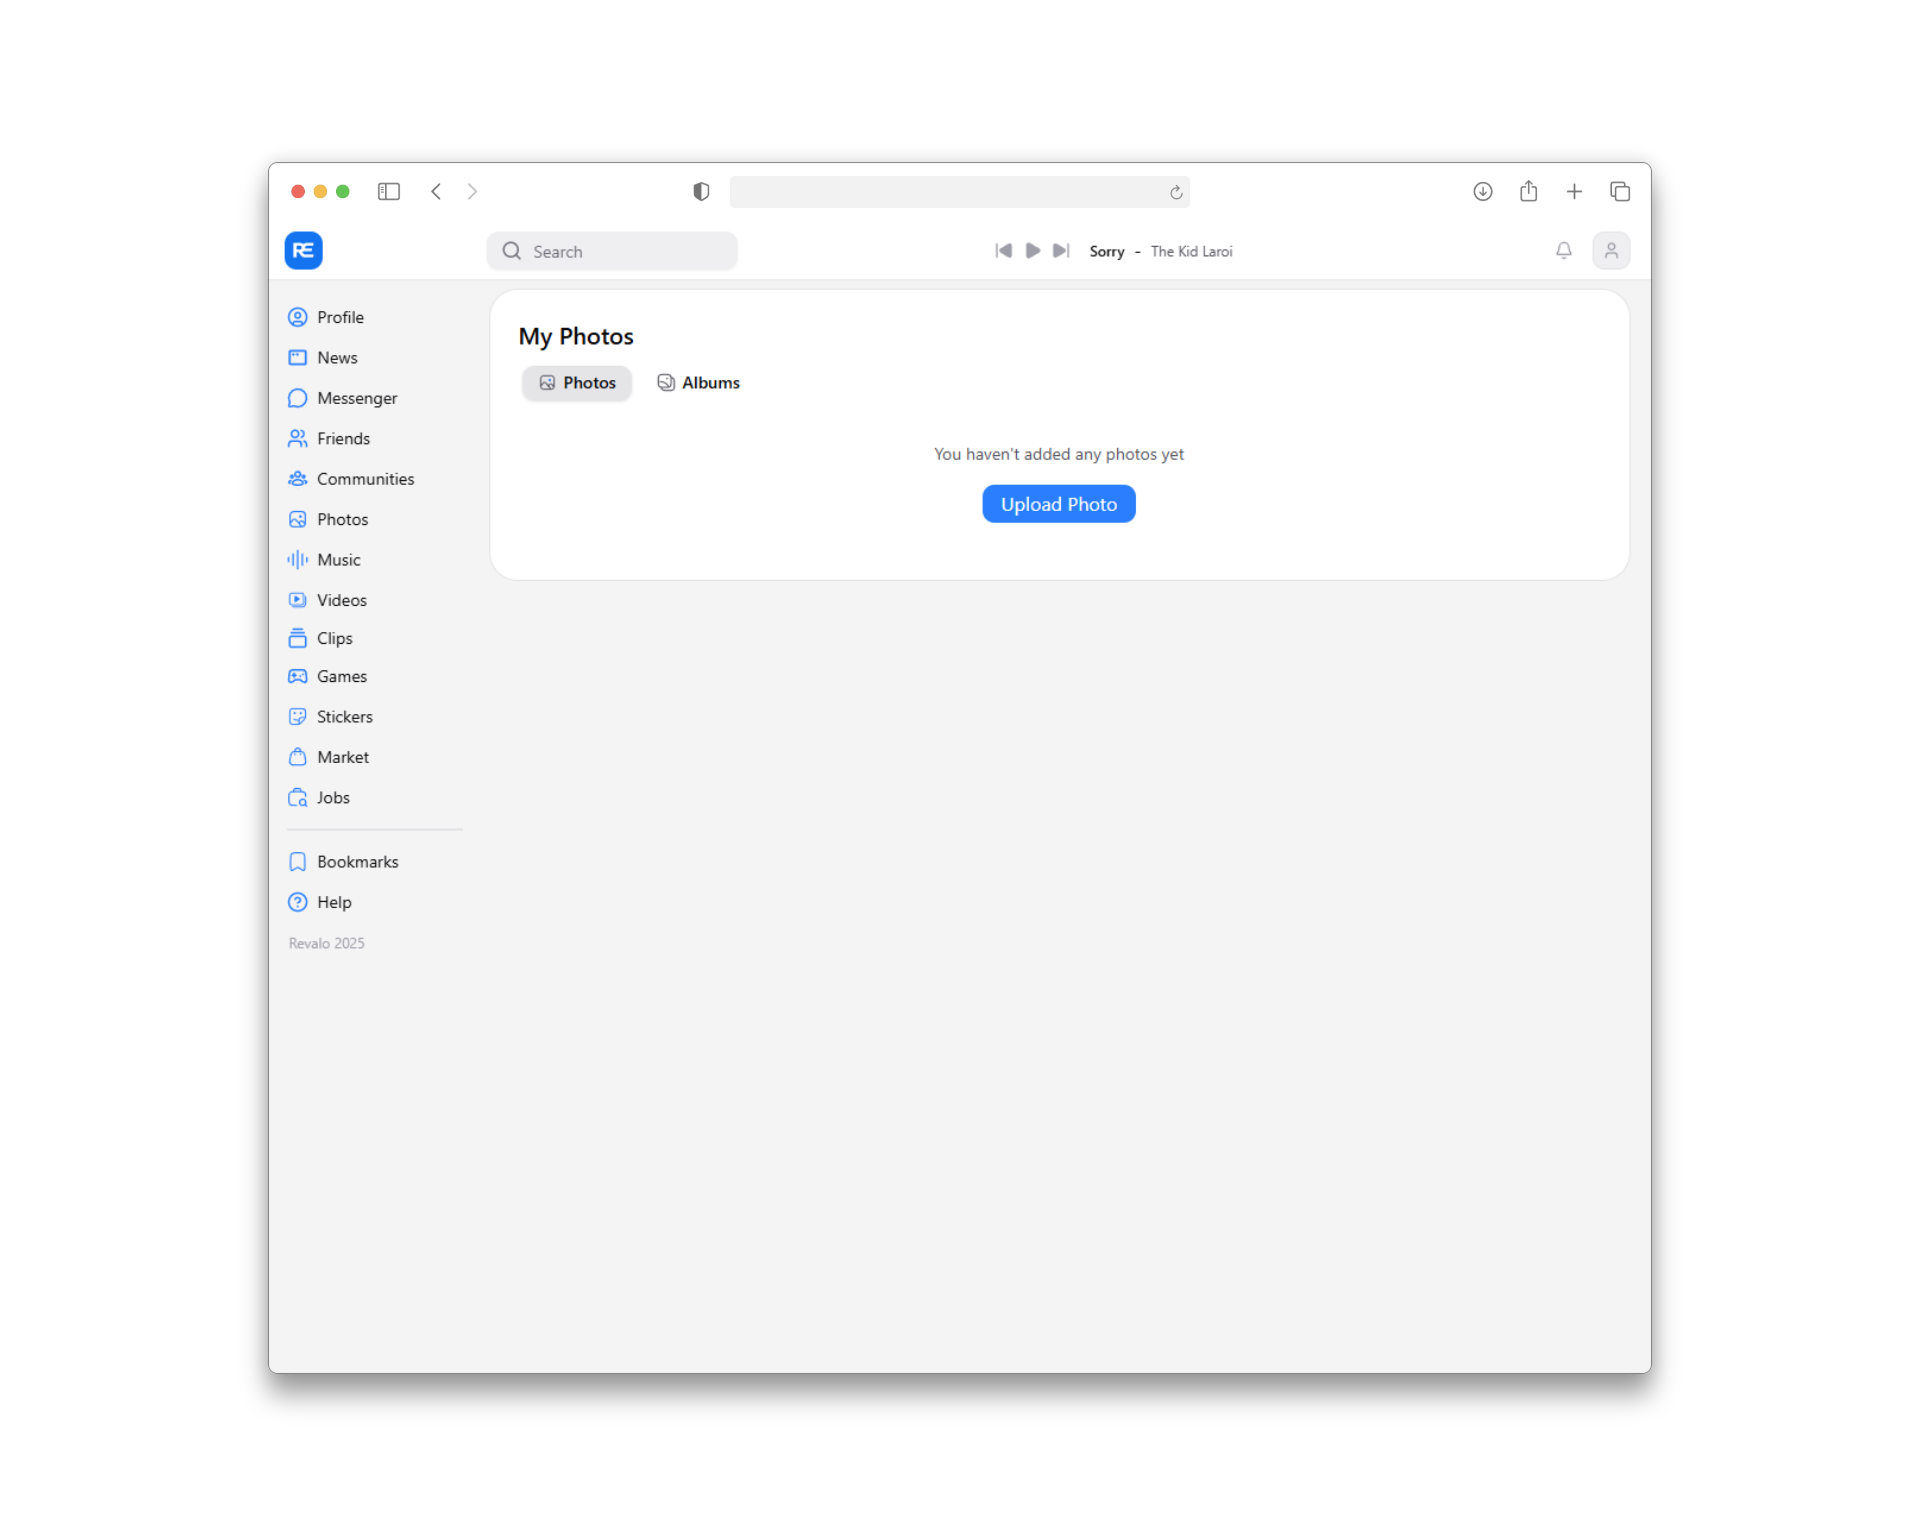 RE
Search
Sorry - The Kid Laroi
Profile
News
Messenger
Friends
Communities
Photos
Music
Videos
Clips
Games
Stickers
Market
Jobs
Bookmarks
Help
Revalo 2025
My Photos
Photos
Albums
You haven't added any photos yet
Upload Photo